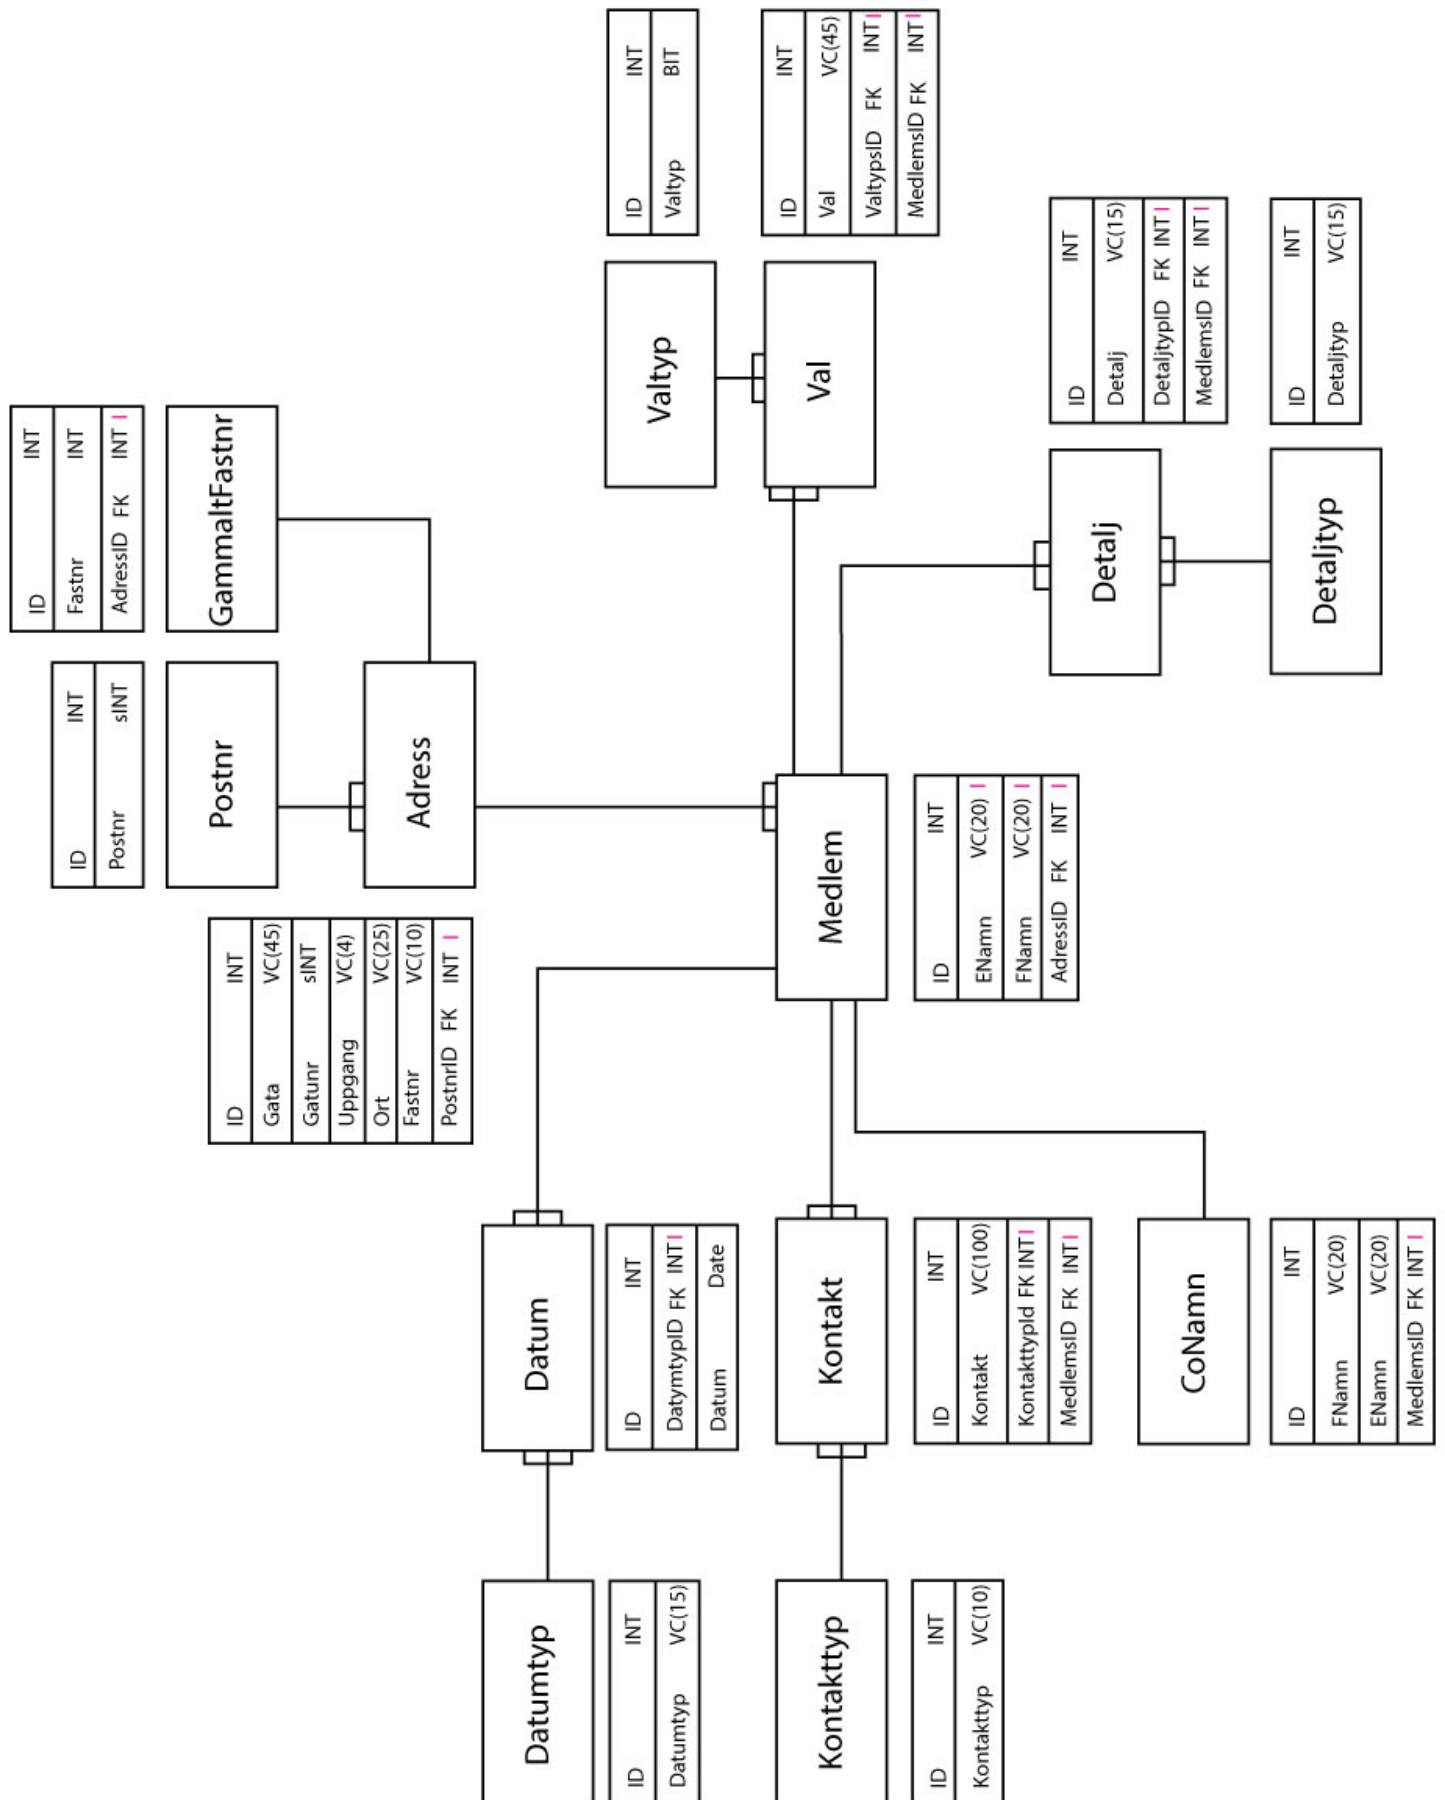 Datumtyp
ID INT
Datumtyp VC(15)
Kontakttyp
ID INT
Kontakttyp VC(10)
Datum
ID INT
DatymtypID FK INT I
Datum Date
Kontakt
ID INT
Kontakt VC(100)
KontakttypId FK INT I
MedlemsID FK INT I
CoNamn
ID INT
FNamn VC(20)
ENamn VC(20)
MedlemsID FK INT I
ID INT
Gata VC(45)
Gatunr sINT
Uppgang VC(4)
Ort VC(25)
Fastnr VC(10)
PostnrID FK INT I
ID INT
Postnr sINT
Postnr
Adress
Medlem
ID INT
ENamn VC(20) I
FNamn VC(20) I
AdressID FK INT I
ID INT
Fastnr INT
AdressID FK INT I
GammaltFastnr
Valtyp
Val
Detalj
Detaljtyp
ID INT
Valtyp BIT
ID INT
Val VC(45)
ValtypsID FK INT I
MedlemsID FK INT I
ID INT
Detalj VC(15)
DetaljtypID FK INT I
MedlemsID FK INT I
ID INT
Detaljtyp VC(15)